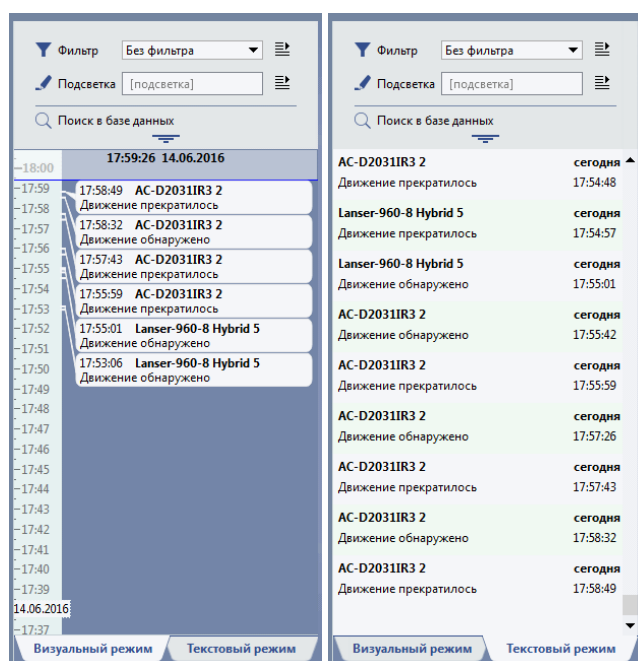 Фильтр Без фильтра
Подсветка [подсветка]
Поиск в базе данных
17:59:26 14.06.2016
18:00
17:59
17:58
17:57
17:56
17:55
17:54
17:53
17:52
17:51
17:50
17:49
17:48
17:47
17:46
17:45
17:44
17:43
17:42
17:41
17:40
17:39
14.06.2016
17:37
17:58:49 AC-D2031IR3 2
Движение прекратилось
17:58:32 AC-D2031IR3 2
Движение обнаружено
17:57:43 AC-D2031IR3 2
Движение прекратилось
17:55:59 AC-D2031IR3 2
Движение прекратилось
17:55:01 Lanser-960-8 Hybrid 5
Движение обнаружено
17:53:06 Lanser-960-8 Hybrid 5
Движение обнаружено
Визуальный режим Текстовый режим
Фильтр Без фильтра
Подсветка [подсветка]
Поиск в базе данных
AC-D2031IR3 2 сегодня
Движение прекратилось 17:54:48
Lanser-960-8 Hybrid 5 сегодня
Движение прекратилось 17:54:57
Lanser-960-8 Hybrid 5 сегодня
Движение обнаружено 17:55:01
AC-D2031IR3 2 сегодня
Движение обнаружено 17:55:42
AC-D2031IR3 2 сегодня
Движение прекратилось 17:55:59
AC-D2031IR3 2 сегодня
Движение обнаружено 17:57:26
AC-D2031IR3 2 сегодня
Движение прекратилось 17:57:43
AC-D2031IR3 2 сегодня
Движение обнаружено 17:58:32
AC-D2031IR3 2 сегодня
Движение прекратилось 17:58:49
Визуальный режим Текстовый режим